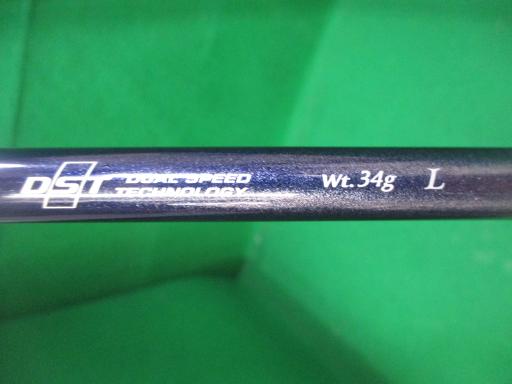 DST DUAL SPEED Wt. 34g L
TECHNOLOGY